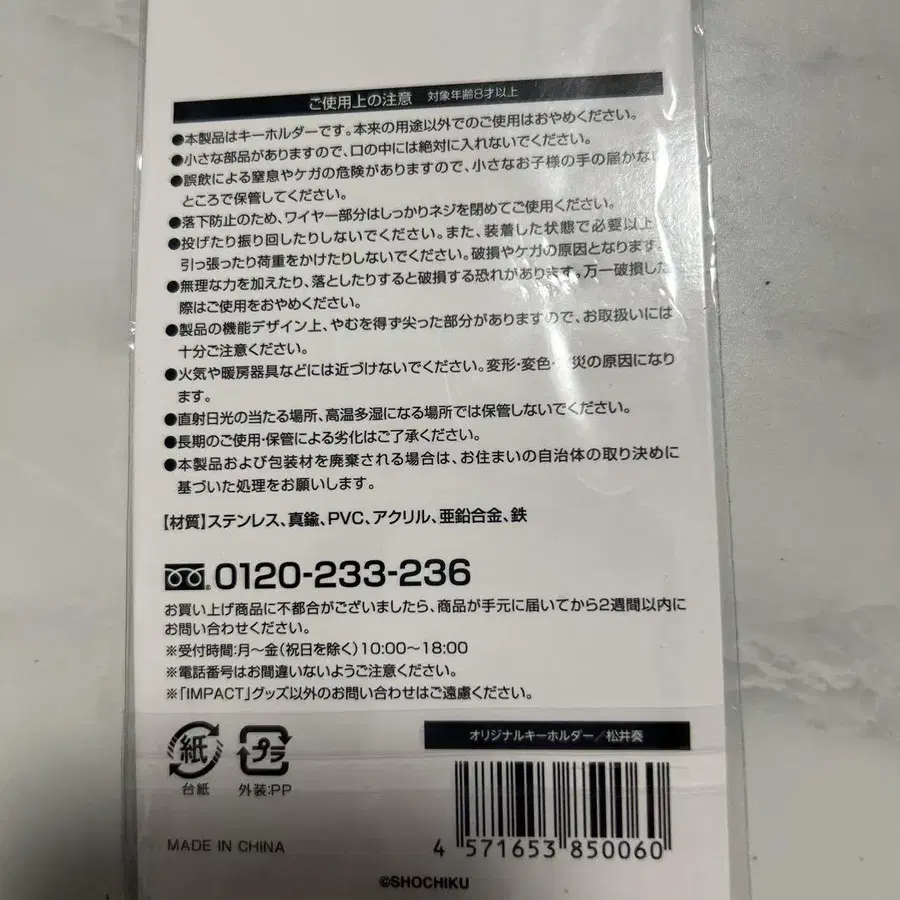 ご使用上の注意 対象年齢8才以上
●本製品はキーホルダーです。本来の用途以外でのご使用はおやめください。
●小さな部品がありますので、口の中には絶対に入れないでください。
●誤飲による窒息やケガの危険がありますので、小さなお子様の手の届かない
ところで保管してください。
●落下防止のため、ワイヤー部分はしっかりネジを閉めてご使用ください。
●投げたり振り回したりしないでください。また、装着した状態で必要以上
引っ張ったり荷重をかけたりしないでください。破損やケガの原因となります。
●無理な力を加えたり、落としたりすると破損する恐れがあります。万一破損した
際はご使用をおやめください。
●製品の機能デザイン上、やむを得ず尖った部分がありますので、お取扱いには
十分ご注意ください。
●火気や暖房器具などには近づけないでください。変形・変色・災の原因になり
ます。
●直射日光の当たる場所、高温多湿になる場所では保管しないでください。
●長期のご使用・保管による劣化はご了承ください。
●本製品および包装材を廃棄される場合は、お住まいの自治体の取り決めに
基づいた処理をお願いします。
【材質】ステンレス、真鍮、PVC、アクリル、亜鉛合金、鉄
0120-233-236
お買い上げ商品に不都合がございましたら、商品が手元に届いてから2週間以内に
お問い合わせください。
※受付時間:月〜金(祝日を除く)10:00〜18:00
※電話番号はお間違いないようご注意ください。
※「IMPACT」グッズ以外のお問い合わせはご遠慮ください。
紙
台紙
プラ
外装:PP
オリジナルキーホルダー/松井奏
MADE IN CHINA
4 571653 850060
©SHOCHIKU